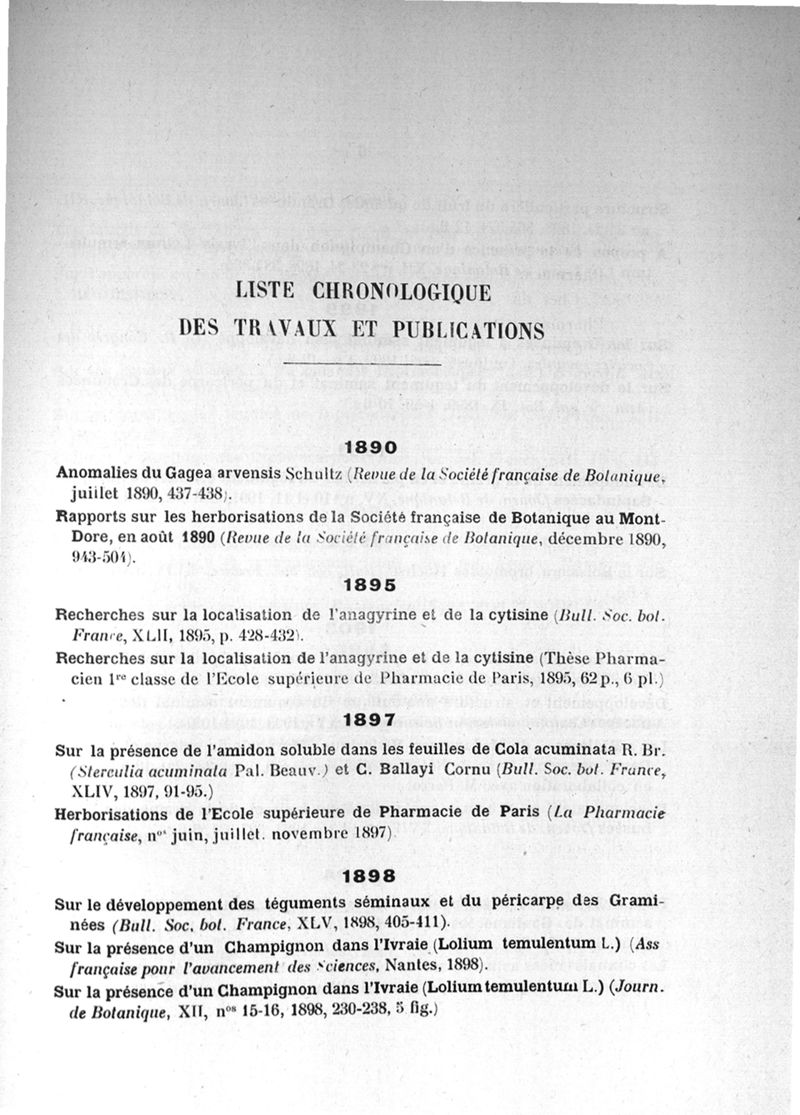 LISTE CHRONOLOGIQUE
DES TRAVAUX ET PUBLICATIONS
1890
Anomalies du Gagea arvensis Schultz (Revue de la Société française de Botanique,
juillet 1890, 437-438).
Rapports sur les herborisations de la Société française de Botanique au Mont-
Dore, en août 1890 (Revue de la Société française de Botanique, décembre 1890,
943-504).
1895
Recherches sur la localisation de l'anagyrine et de la cytisine (Bull. Soc. bot.
France, XLII, 1895, p. 428-432).
Recherches sur la localisation de l'anagyrine et de la cytisine (Thèse Pharma-
cien 1re classe de l'Ecole supérieure de Pharmacie de Paris, 1895, 62 p., 6 pl.)
1897
Sur la présence de l'amidon soluble dans les feuilles de Cola acuminata R. Br.
(Sterculia acuminata Pal. Beauv.) et C. Ballayi Cornu (Bull. Soc. bot. France,
XLIV, 1897, 91-95.)
Herborisations de l'Ecole supérieure de Pharmacie de Paris (La Pharmacie
française, nos juin, juillet. novembre 1897).
1898
Sur le développement des téguments séminaux et du péricarpe des Grami-
nées (Bull. Soc. bot. France, XLV, 1898, 405-411).
Sur la présence d'un Champignon dans l'Ivraie (Lolium temulentum L.) (Ass
française pour l'avancement des Sciences, Nantes, 1898).
Sur la présence d'un Champignon dans l'Ivraie (Lolium temulentum L.) (Journ.
de Botanique, XII, nos 15-16, 1898, 230-238, 5 fig.)